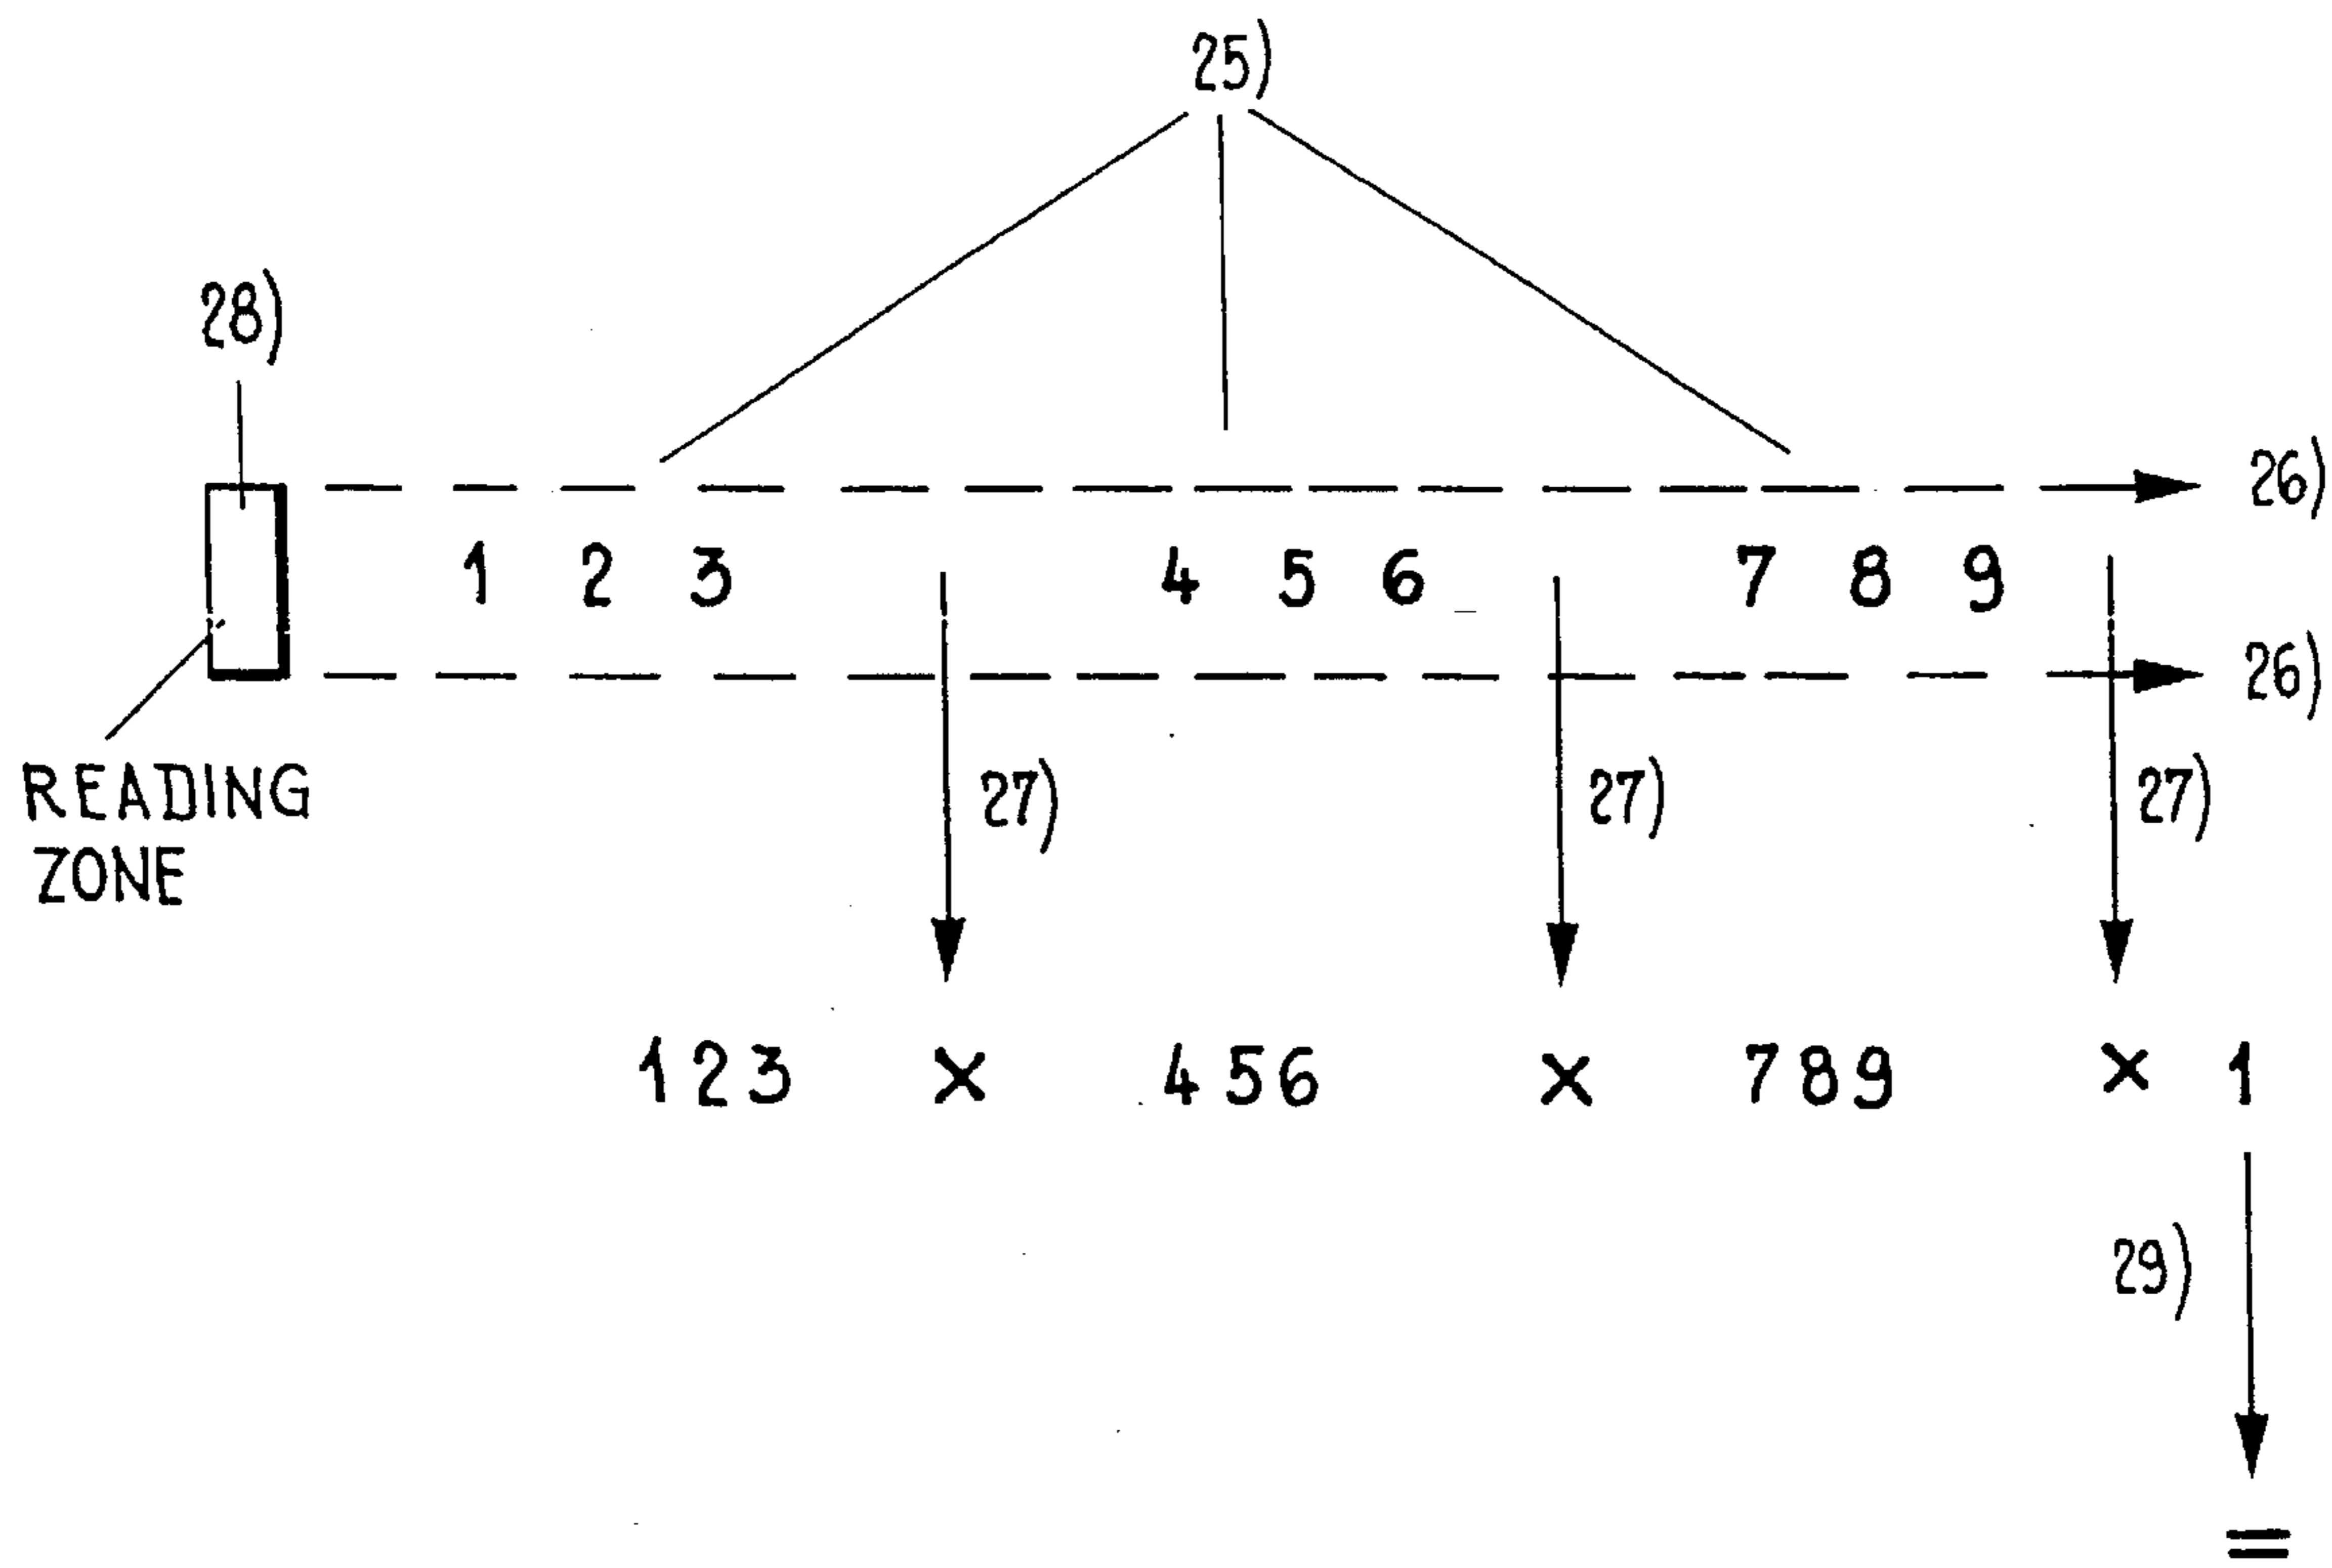 25)
28)
26)
1 2 3 4 5 6 7 8 9
26)
READING
ZONE
27) 27) 27)
123 × 456 × 789 × 1
29)
=